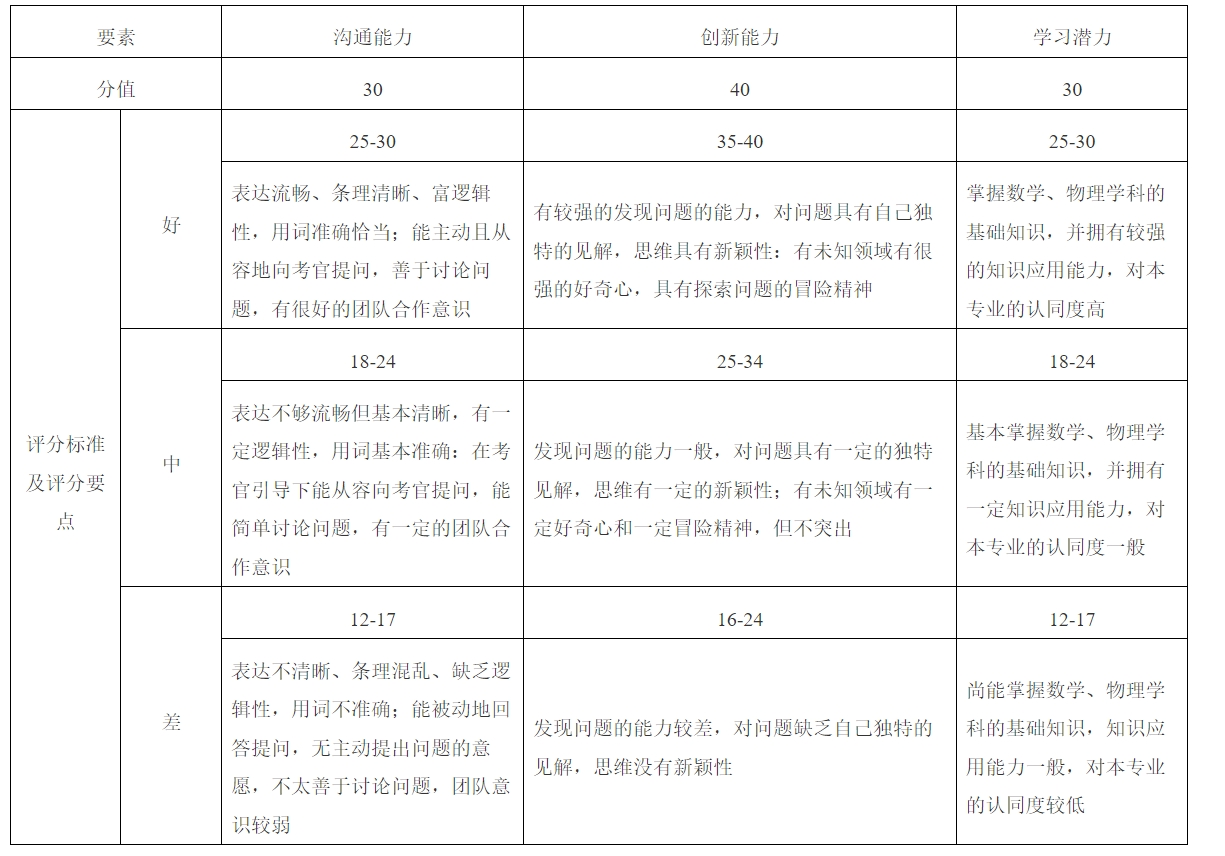 要素
沟通能力
创新能力
学习潜力
分值
30
40
30
评分标准
及评分要
点
好
25-30
35-40
25-30
表达流畅、条理清晰、富逻辑
性，用词准确恰当；能主动且从
容地向考官提问，善于讨论问
题，有很好的团队合作意识
有较强的发现问题的能力，对问题具有自己独
特的见解，思维具有新颖性：有未知领域有很
强的好奇心，具有探索问题的冒险精神
掌握数学、物理学科的
基础知识，并拥有较强
的知识应用能力，对本
专业的认同度高
中
18-24
25-34
18-24
表达不够流畅但基本清晰，有一
定逻辑性，用词基本准确：在考
官引导下能从容向考官提问，能
简单讨论问题，有一定的团队合
作意识
发现问题的能力一般，对问题具有一定的独特
见解，思维有一定的新颖性；有未知领域有一
定好奇心和一定冒险精神，但不突出
基本掌握数学、物理学
科的基础知识，并拥有
一定知识应用能力，对
本专业的认同度一般
差
12-17
16-24
12-17
表达不清晰、条理混乱、缺乏逻
辑性，用词不准确；能被动地回
答提问，无主动提出问题的意
愿，不太善于讨论问题，团队意
识较弱
发现问题的能力较差，对问题缺乏自己独特的
见解，思维没有新颖性
尚能掌握数学、物理学
科的基础知识，知识应
用能力一般，对本专业
的认同度较低